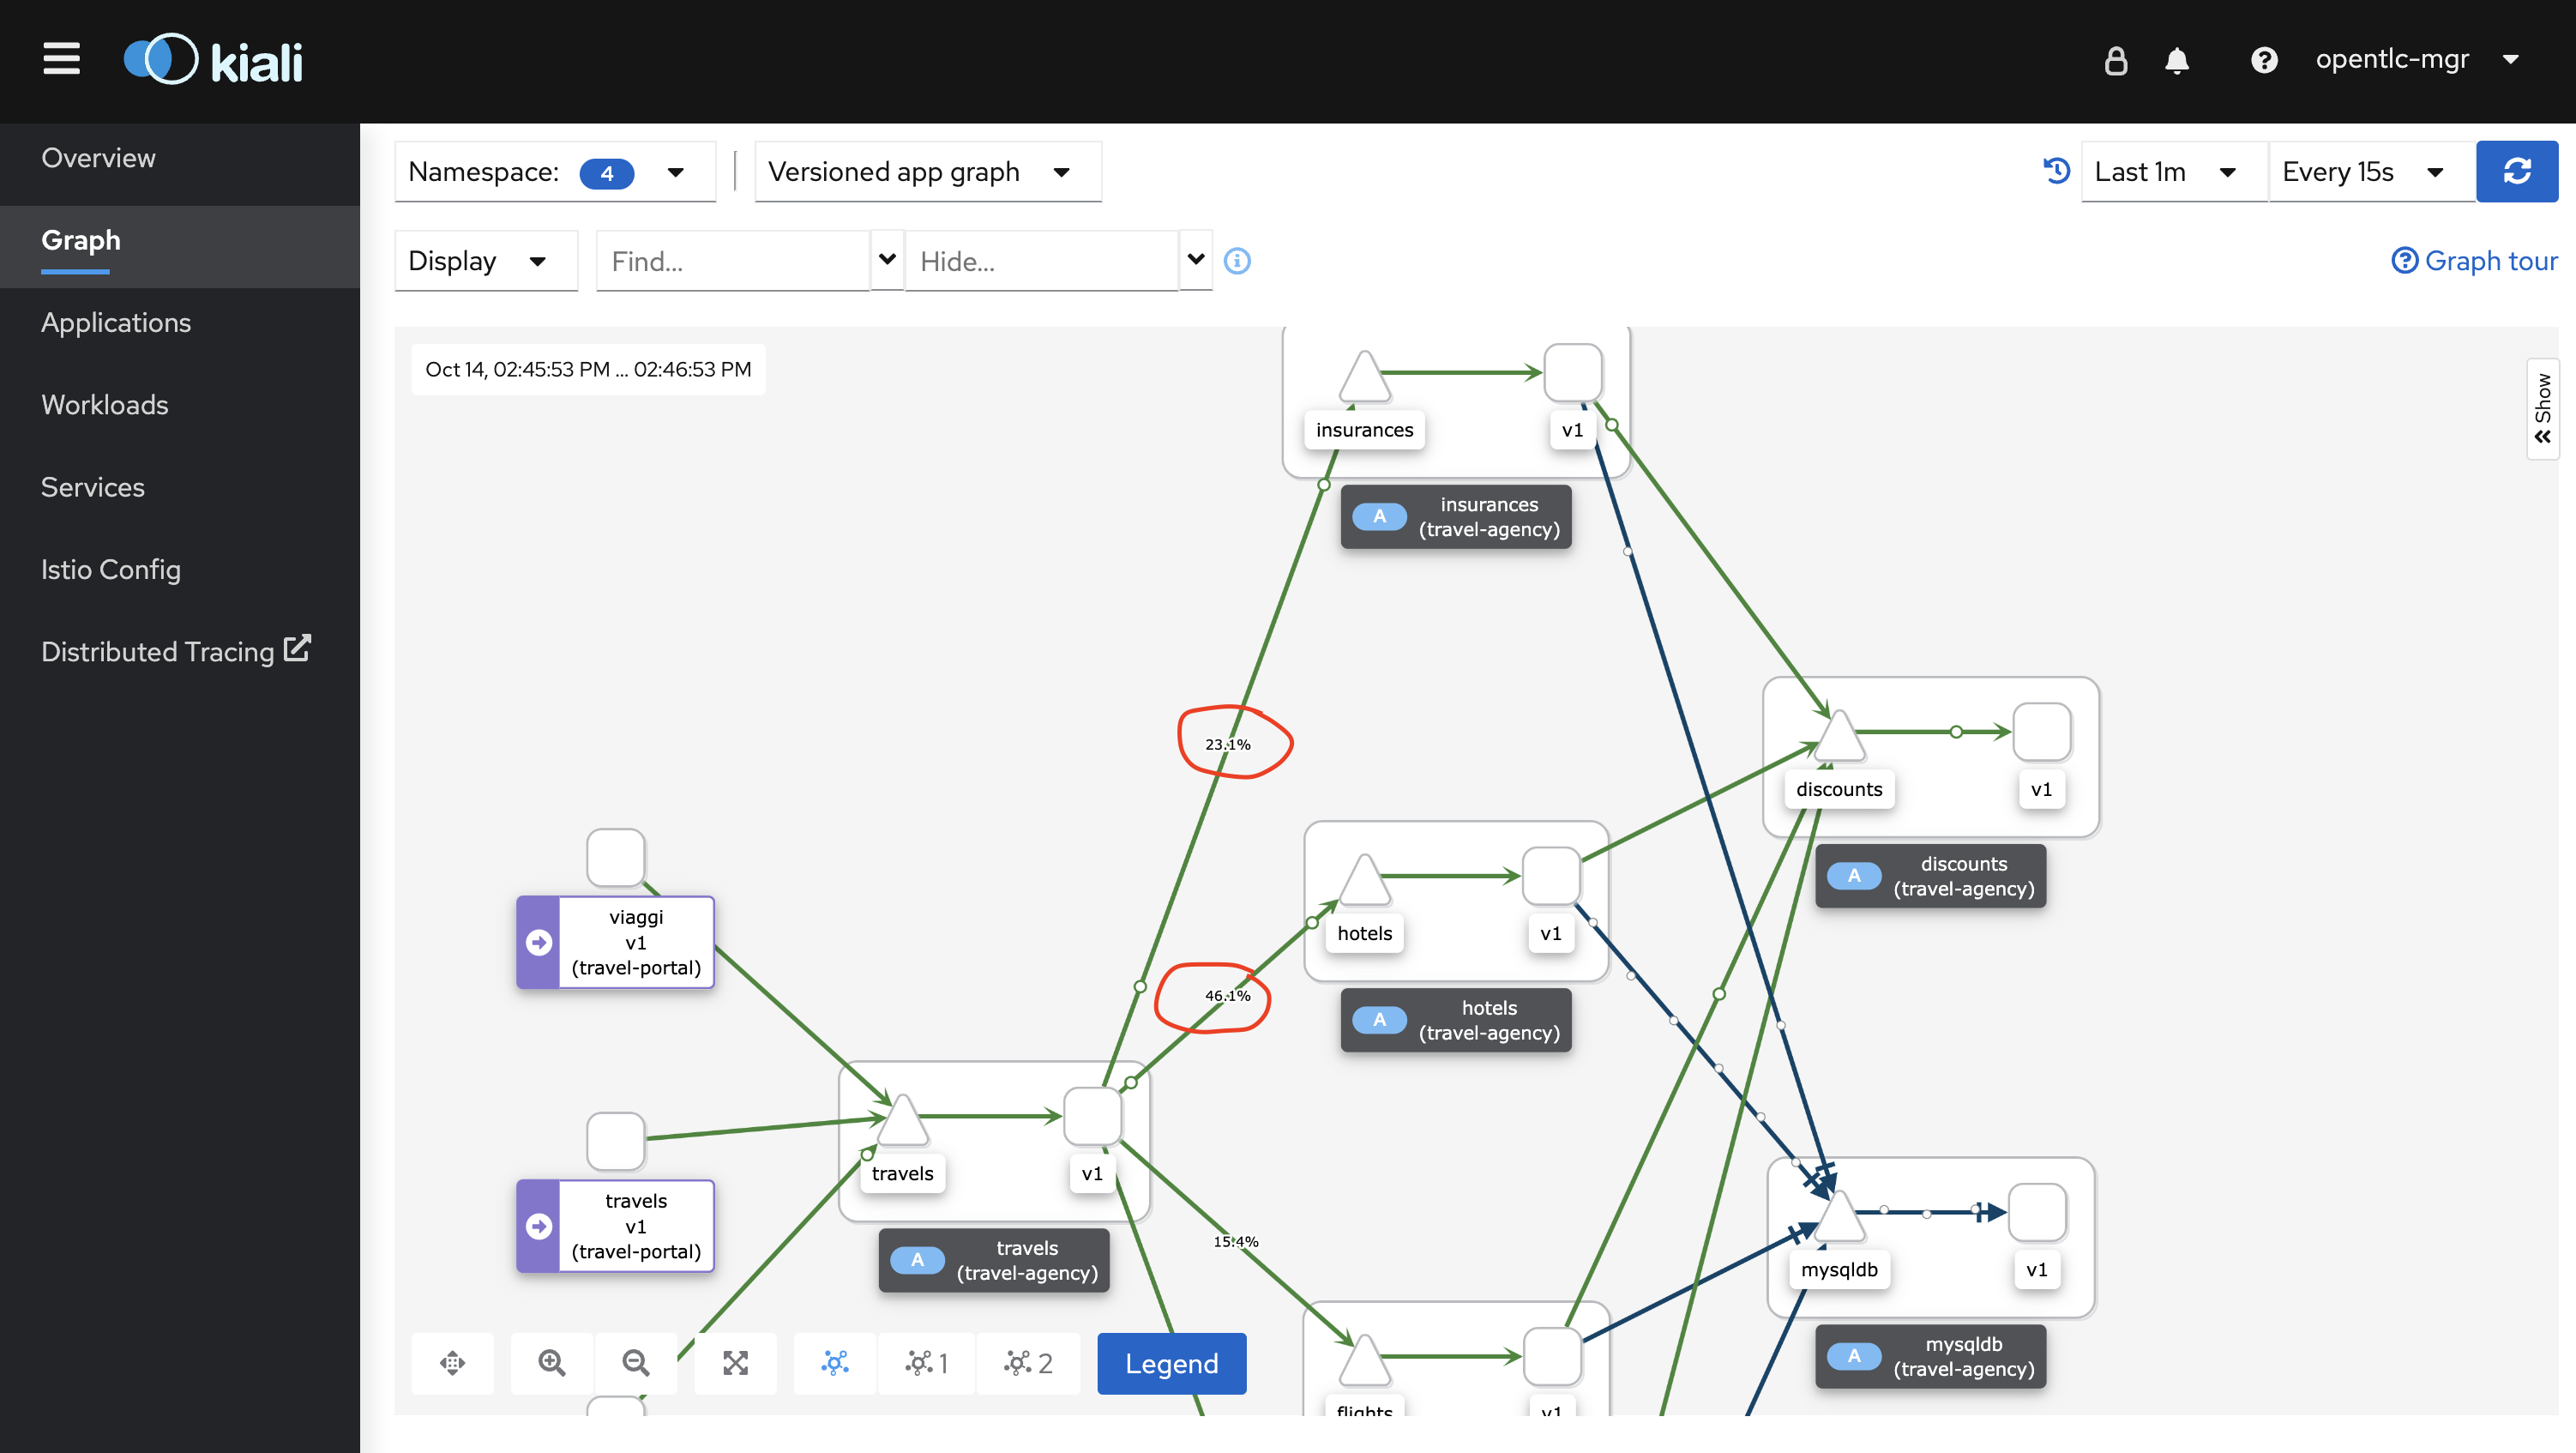 kiali
opentlc-mgr
Overview
Graph
Applications
Workloads
Services
Istio Config
Distributed Tracing
Namespace: 4
Versioned app graph
Last 1m
Every 15s
Display
Find...
Hide...
Graph tour
Oct 14, 02:45:53 PM ... 02:46:53 PM
Show
insurances
v1
A
insurances
(travel-agency)
23.1%
discounts
v1
A
discounts
(travel-agency)
hotels
v1
A
hotels
(travel-agency)
46.1%
viaggi
v1
(travel-portal)
travels
v1
(travel-portal)
travels
v1
A
travels
(travel-agency)
15.4%
mysqldb
v1
A
mysqldb
(travel-agency)
flights
v1
1
2
Legend